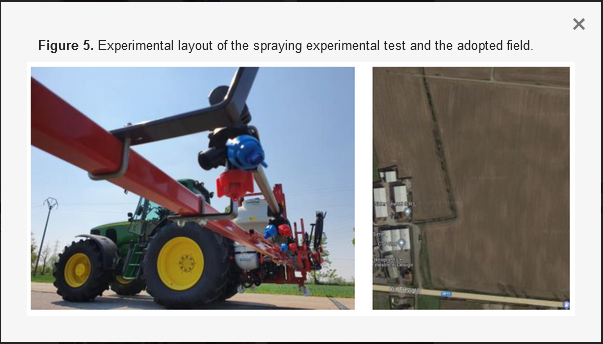 Figure 5. Experimental layout of the spraying experimental test and the adopted field.